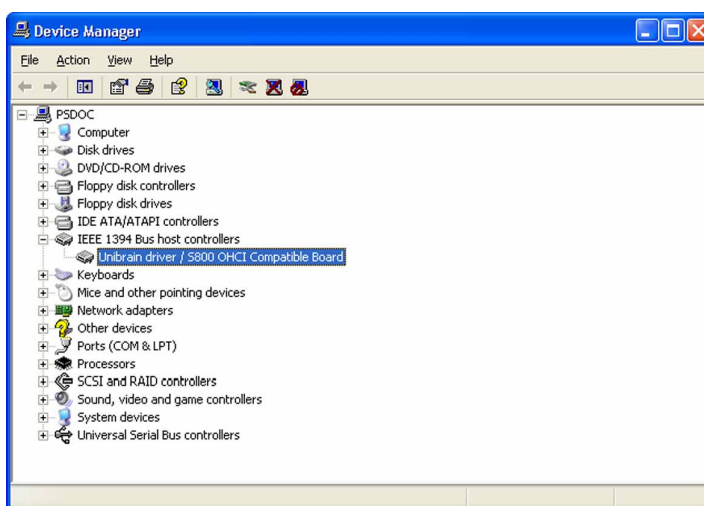 Device Manager
File Action View Help
PSDOC
Computer
Disk drives
DVD/CD-ROM drives
Floppy disk controllers
Floppy disk drives
IDE ATA/ATAPI controllers
IEEE 1394 Bus host controllers
Unibrain driver / S800 OHCI Compatible Board
Keyboards
Mice and other pointing devices
Network adapters
Other devices
Ports (COM & LPT)
Processors
SCSI and RAID controllers
Sound, video and game controllers
System devices
Universal Serial Bus controllers